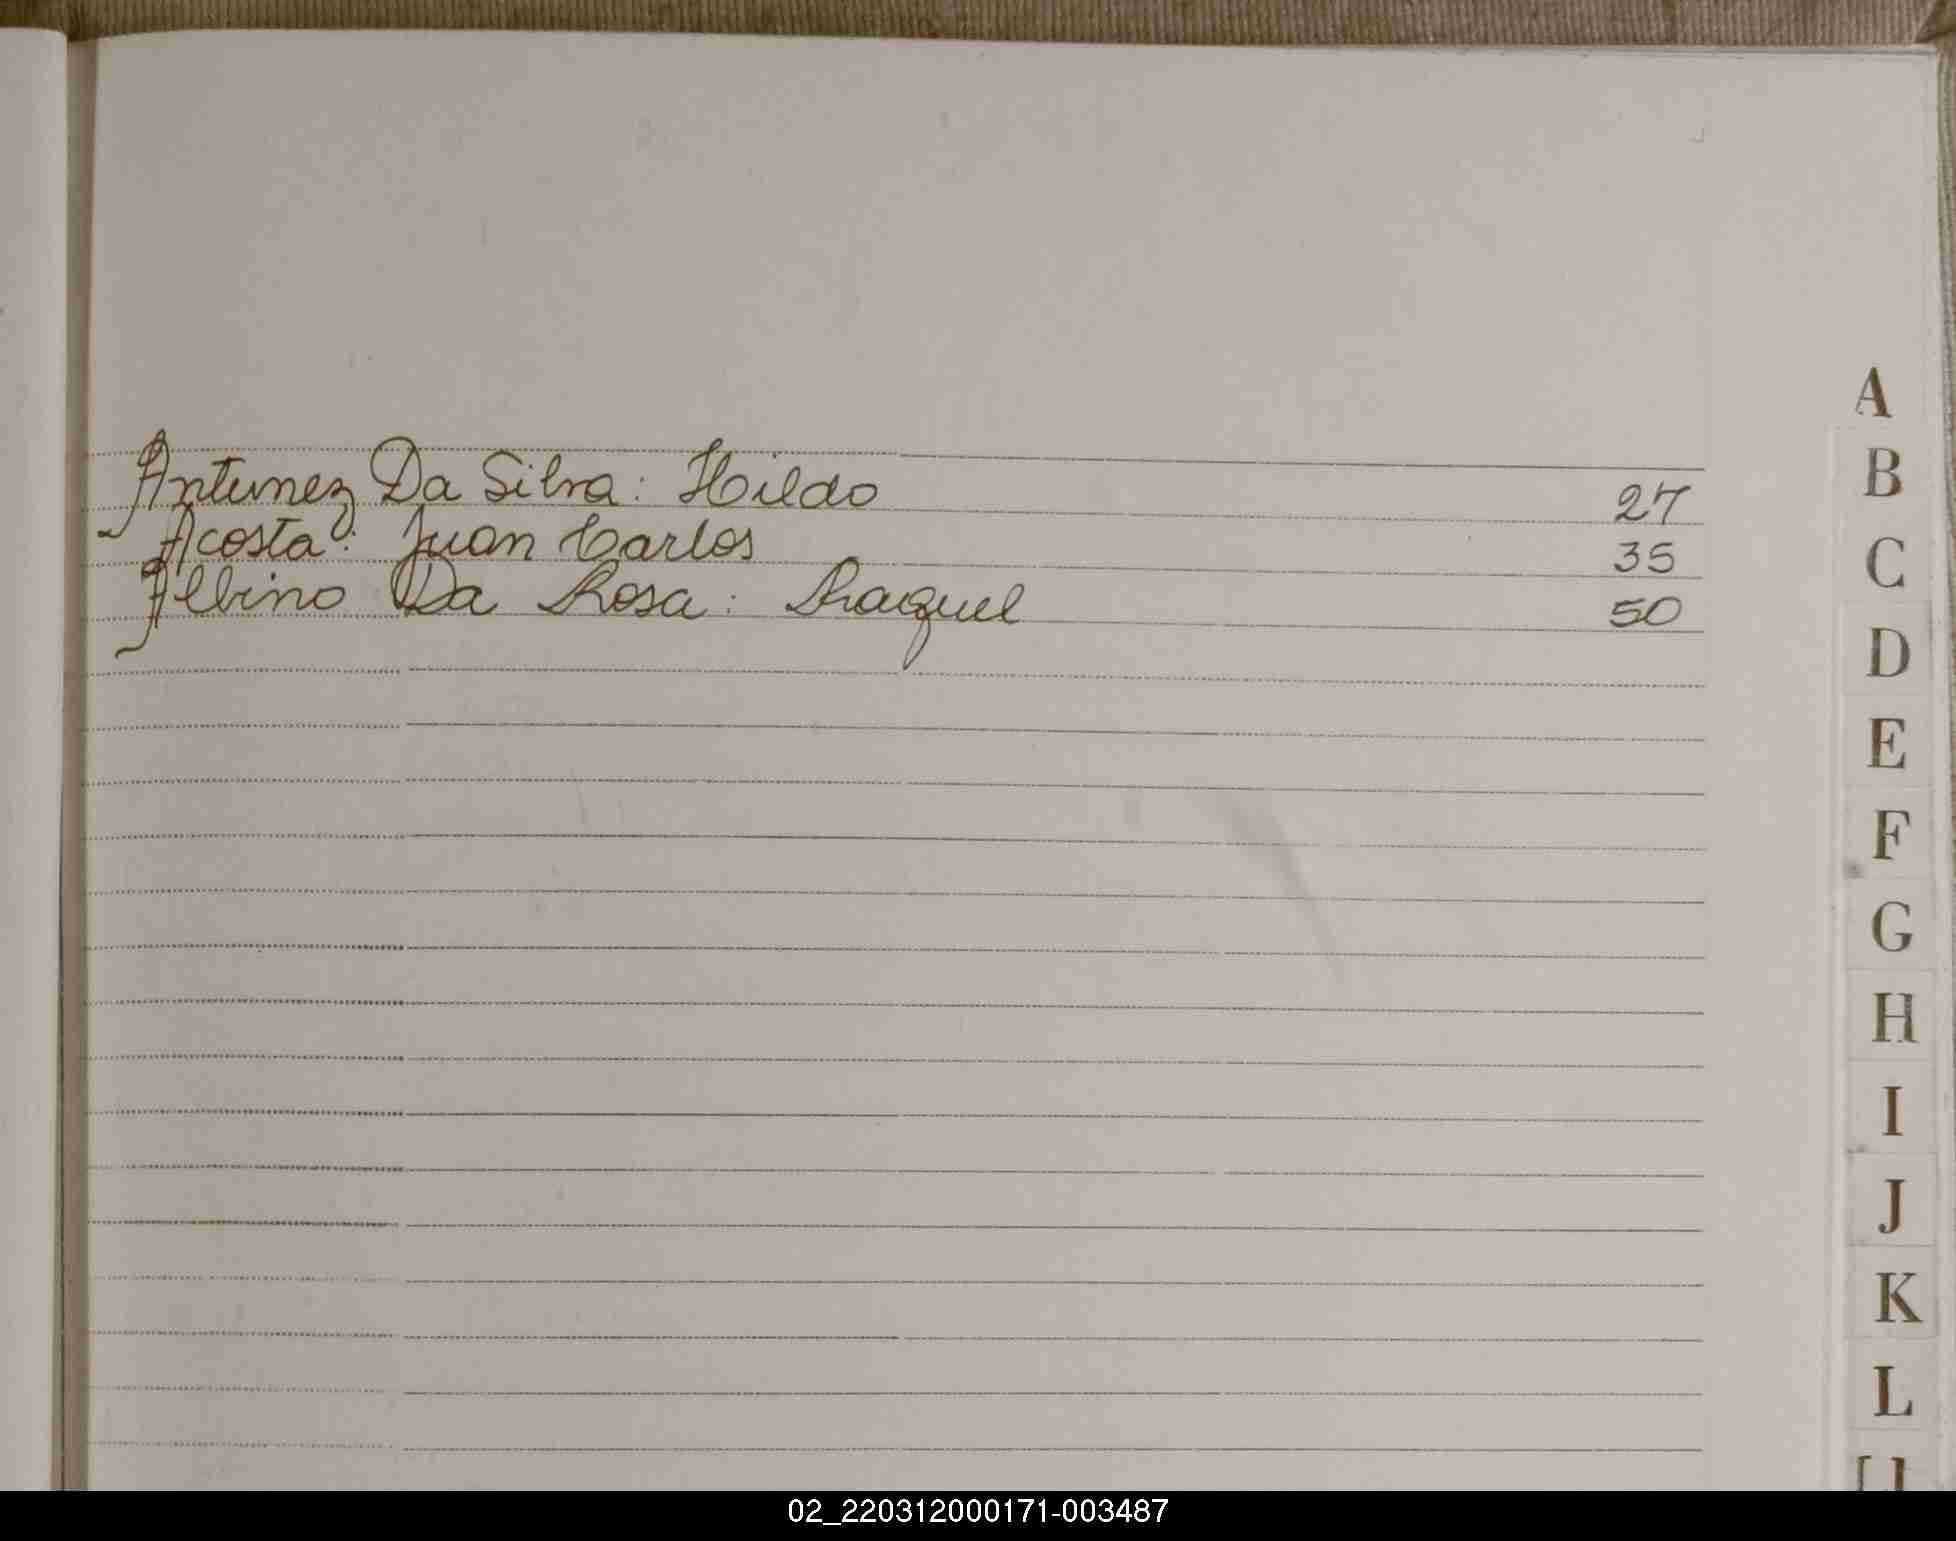 Antunez Da Silva: Hildo 27
Acosta: Juan Carlos 35
Albino Da Rosa: Raquel 50
A
B
C
D
E
F
G
H
I
J
K
L
02_220312000171-003487